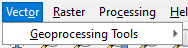 Vector Raster Processing
Geoprocessing Tools